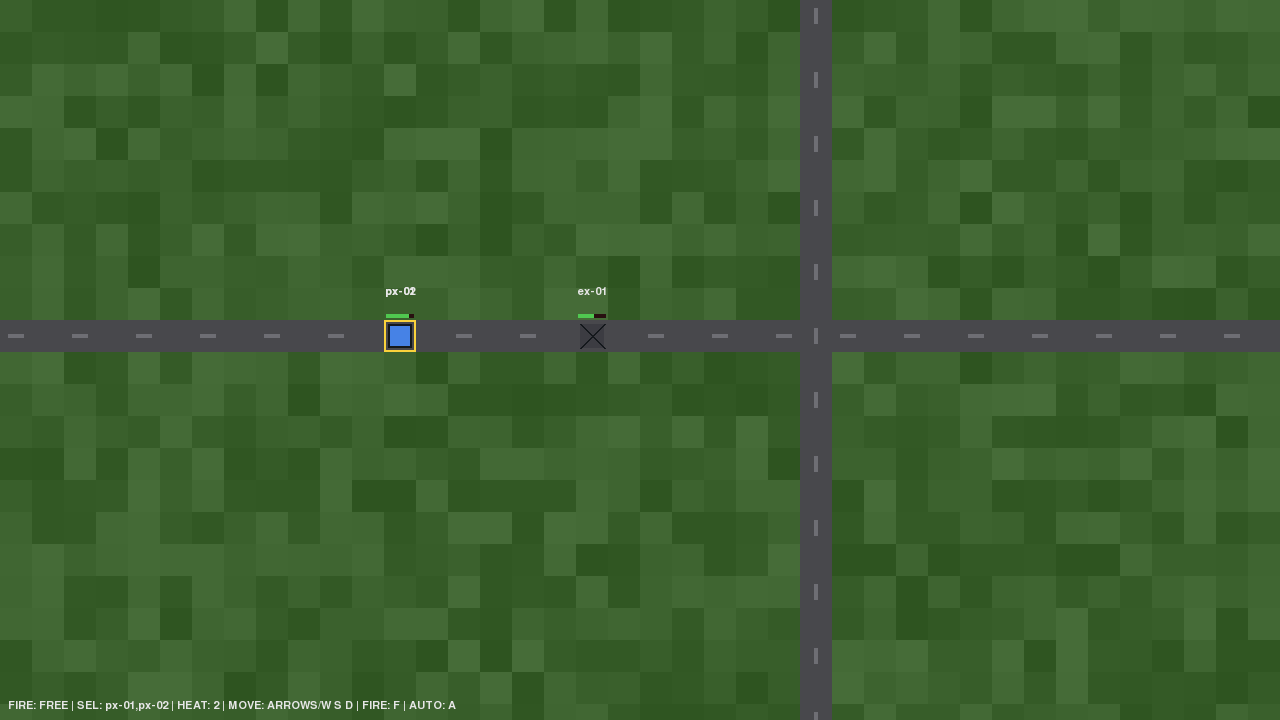 px-02 ex-01
FIRE: FREE | SEL: px-01,px-02 | HEAT: 2 | MOVE: ARROWS/W S D | FIRE: F | AUTO: A